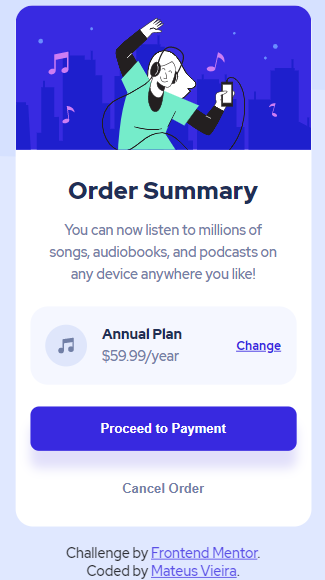 Order Summary
You can now listen to millions of
songs, audiobooks, and podcasts on
any device anywhere you like!
Annual Plan
$59.99/year
Change
Proceed to Payment
Cancel Order
Challenge by Frontend Mentor.
Coded by Mateus Vieira.